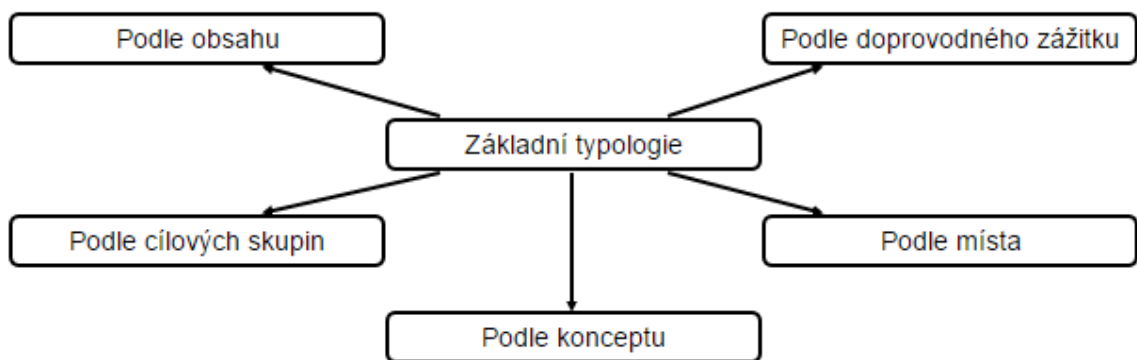 Podle obsahu
Podle doprovodného zážitku
Základní typologie
Podle cílových skupin
Podle místa
Podle konceptu